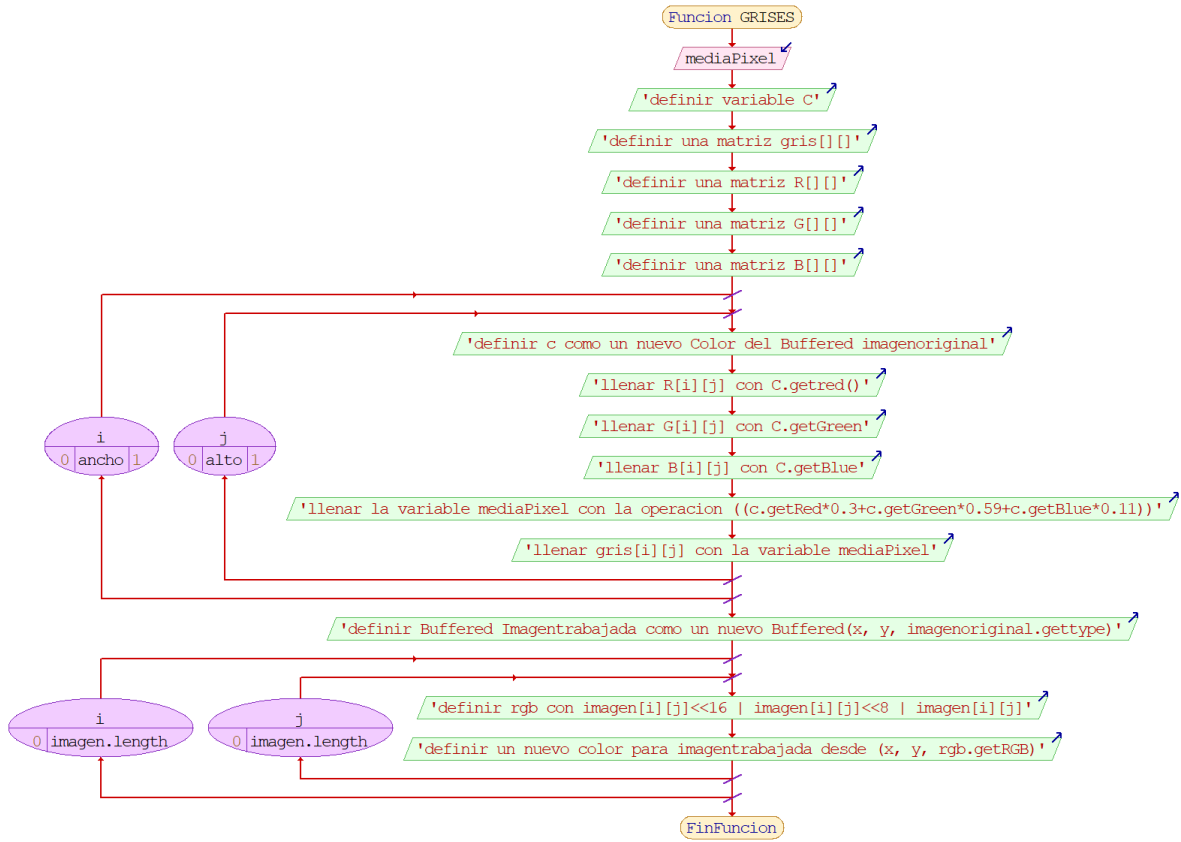 Funcion GRISES
mediaPixel
'definir variable C'
'definir una matriz gris[][]'
'definir una matriz R[][]'
'definir una matriz G[][]'
'definir una matriz B[][]'
'definir c como un nuevo Color del Buffered imagenoriginal'
'llenar R[i][j] con C.getred()'
'llenar G[i][j] con C.getGreen'
i
0 ancho 1
j
0 alto 1
'llenar B[i][j] con C.getBlue'
'llenar la variable mediaPixel con la operacion ((c.getRed*0.3+c.getGreen*0.59+c.getBlue*0.11))'
'llenar gris[i][j] con la variable mediaPixel'
'definir Buffered Imagentrabajada como un nuevo Buffered(x, y, imagenoriginal.gettype)'
'definir rgb con imagen[i][j]<<16 | imagen[i][j]<<8 | imagen[i][j]'
i
0 imagen.length
j
0 imagen.length
'definir un nuevo color para imagentrabajada desde (x, y, rgb.getRGB)'
FinFuncion